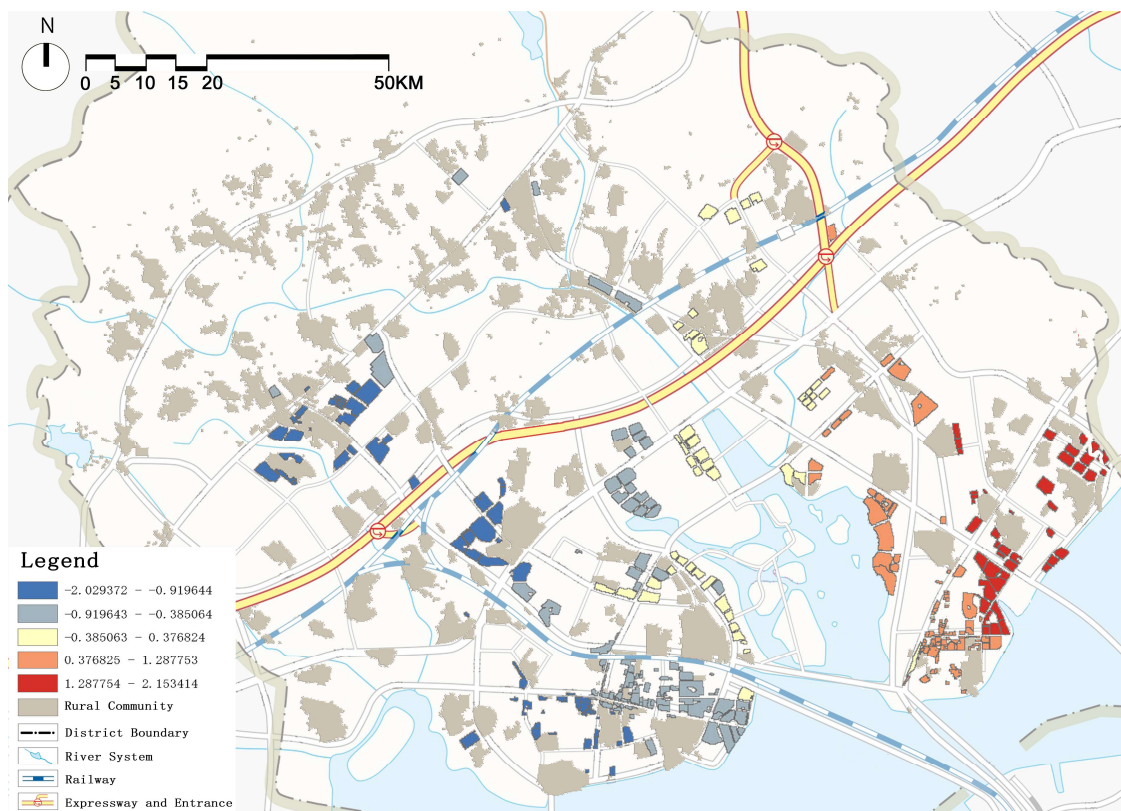 N
0 5 10 15 20 50KM
Legend
-2.029372 - -0.919644
-0.919643 - -0.385064
-0.385063 - 0.376824
0.376825 - 1.287753
1.287754 - 2.153414
Rural Community
District Boundary
River System
Railway
Expressway and Entrance